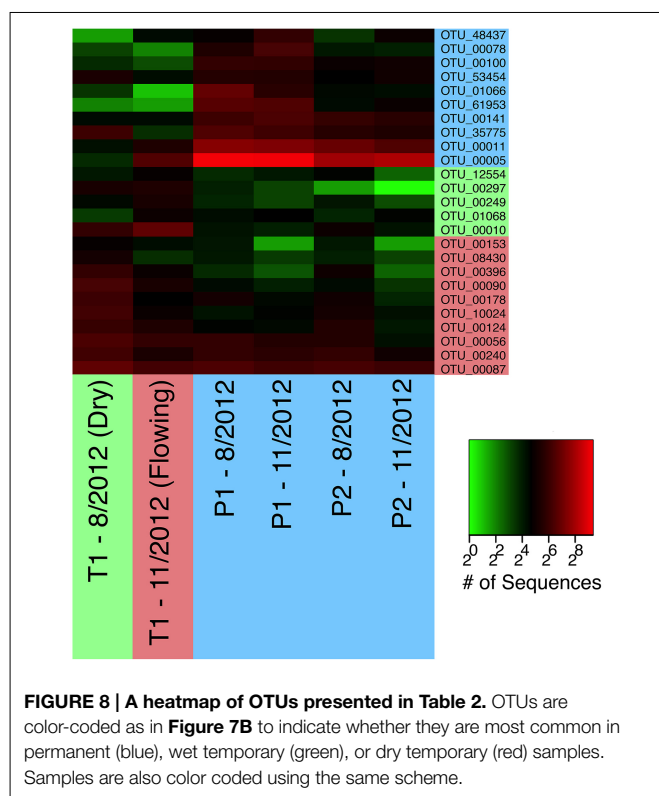 OTU_48437
OTU_00078
OTU_00100
OTU_53454
OTU_01066
OTU_61953
OTU_00141
OTU_35775
OTU_00011
OTU_00005
OTU_12554
OTU_00297
OTU_00249
OTU_01068
OTU_00010
OTU_00153
OTU_08430
OTU_00396
OTU_00090
OTU_00178
OTU_10024
OTU_00124
OTU_00056
OTU_00240
OTU_00087
T1 - 8/2012 (Dry)
T1 - 11/2012 (Flowing)
P1 - 8/2012
P1 - 11/2012
P2 - 8/2012
P2 - 11/2012
2^0 2^2 2^4 2^6 2^8
# of Sequences
FIGURE 8 | A heatmap of OTUs presented in Table 2. OTUs are
color-coded as in Figure 7B to indicate whether they are most common in
permanent (blue), wet temporary (green), or dry temporary (red) samples.
Samples are also color coded using the same scheme.